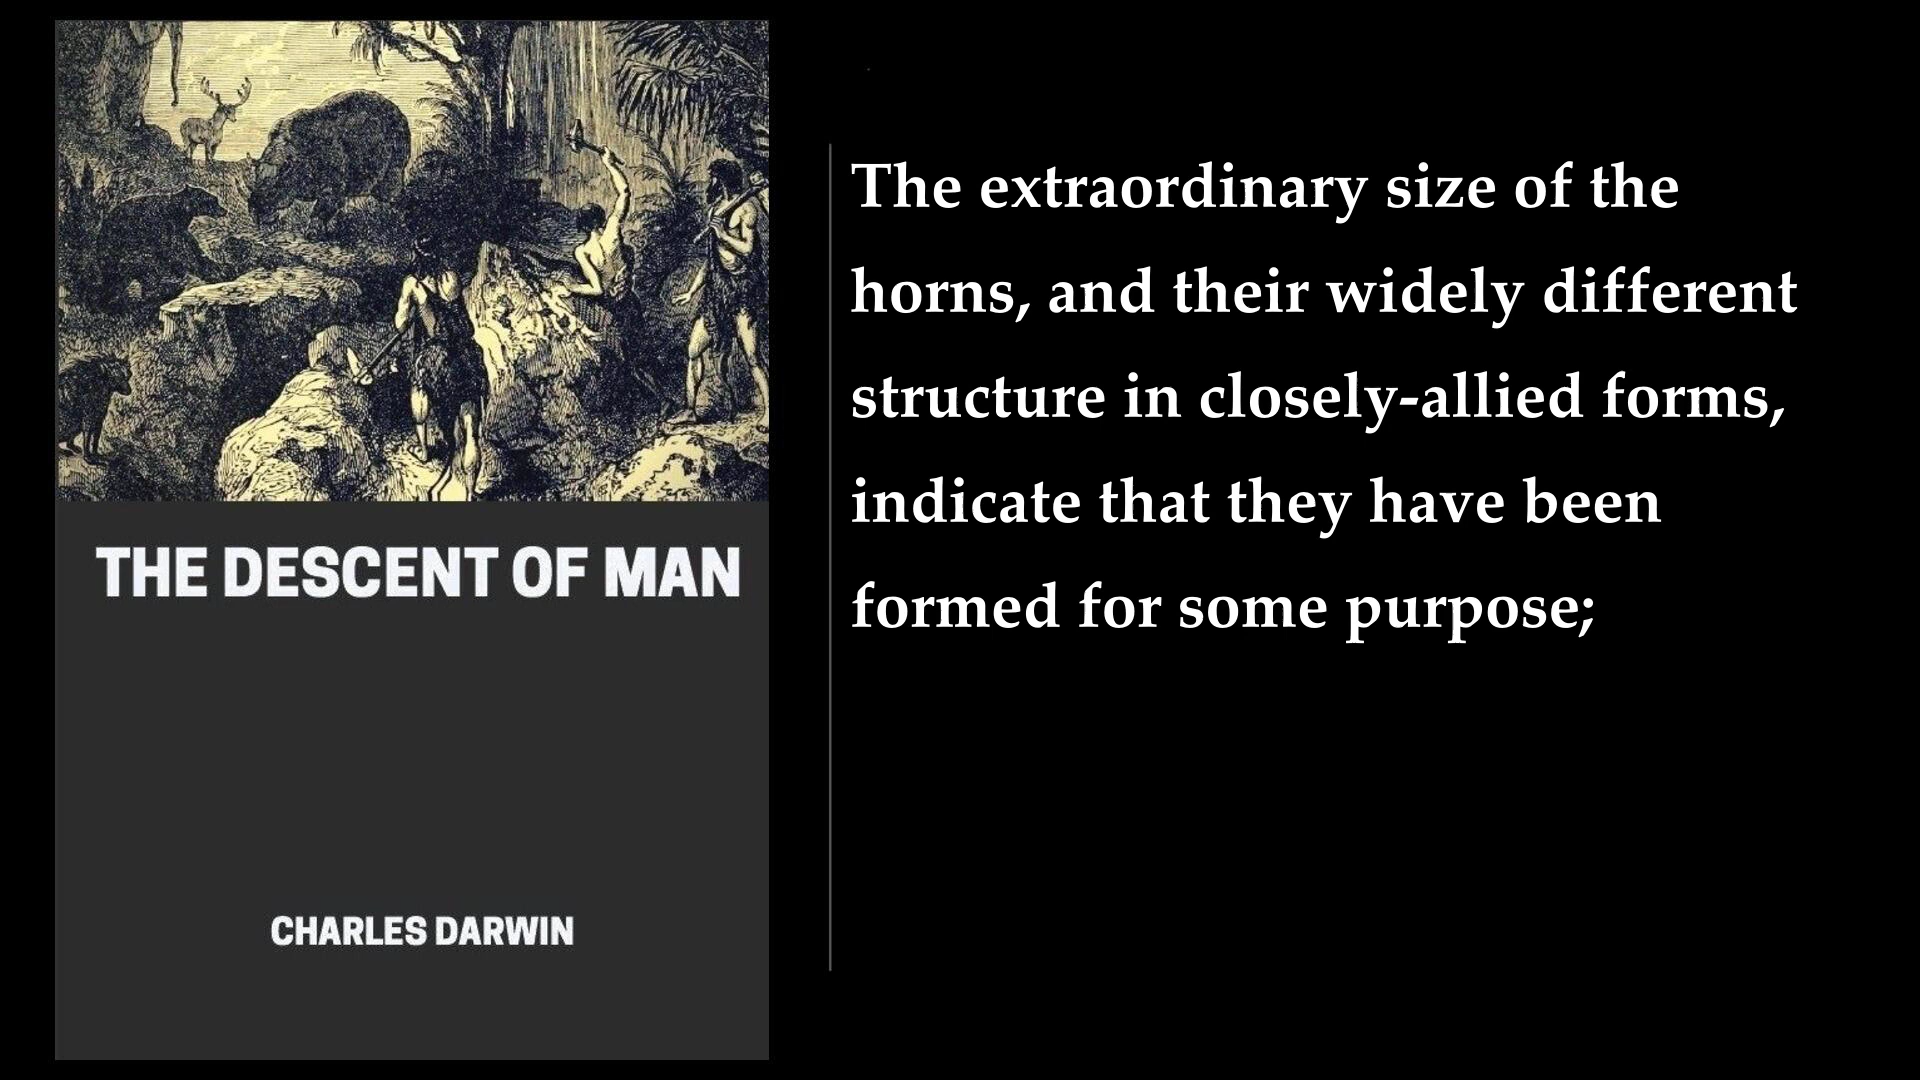 THE DESCENT OF MAN
CHARLES DARWIN
The extraordinary size of the
horns, and their widely different
structure in closely-allied forms,
indicate that they have been
formed for some purpose;